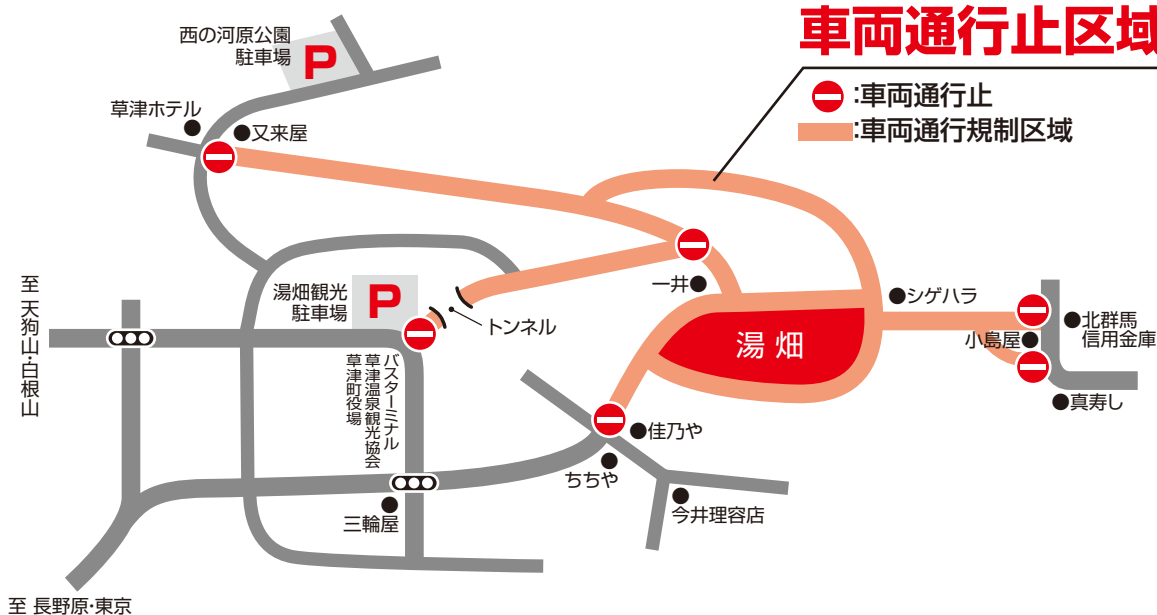 車両通行止区域
:車両通行止
:車両通行規制区域
西の河原公園
駐車場
P
草津ホテル
又来屋
至 天狗山・白根山
湯畑観光
駐車場
P
トンネル
一井
シゲハラ
湯畑
小島屋
北群馬
信用金庫
真寿し
バスターミナル
草津温泉観光協会
草津町役場
佳乃や
ちちや
今井理容店
三輪屋
至 長野原・東京